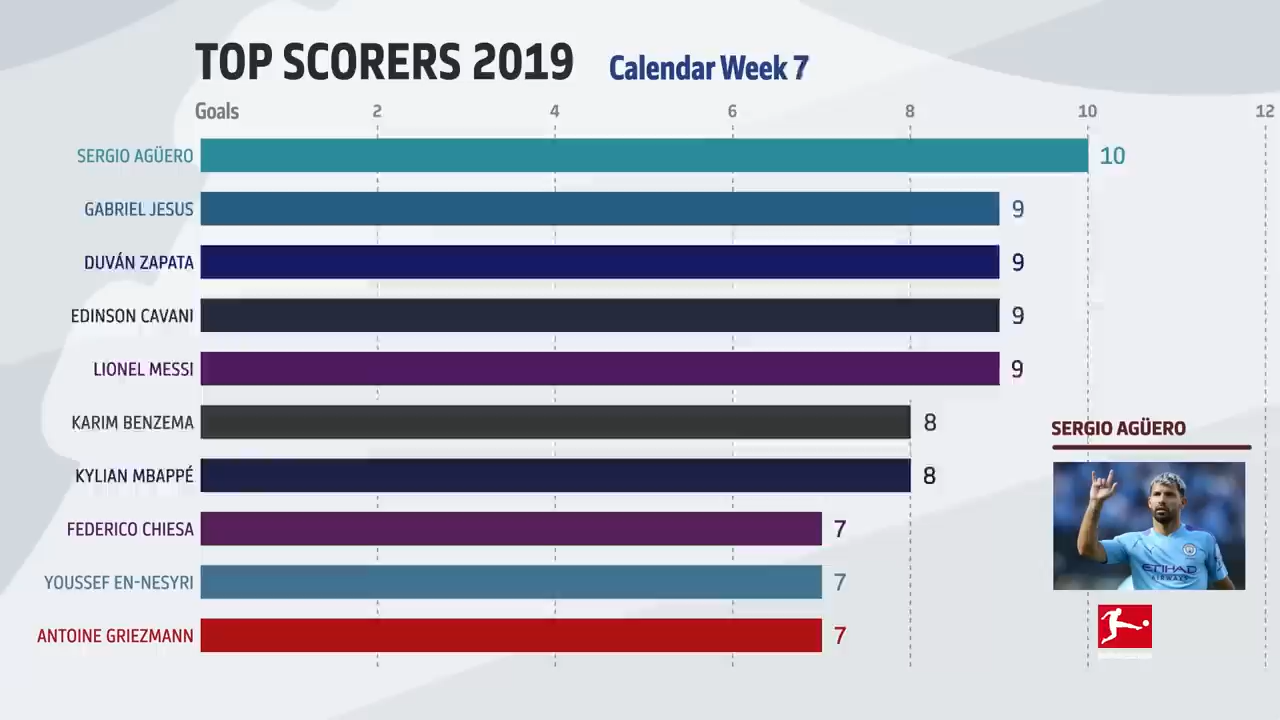 TOP SCORERS 2019 Calendar Week 7
Goals 2 4 6 8 10 12
SERGIO AGÜERO 10
GABRIEL JESUS 9
DUVÁN ZAPATA 9
EDINSON CAVANI 9
LIONEL MESSI 9
KARIM BENZEMA 8
KYLIAN MBAPPÉ 8
FEDERICO CHIESA 7
YOUSSEF EN-NESYRI 7
ANTOINE GRIEZMANN 7
SERGIO AGÜERO
ETIHAD
AIRWAYS